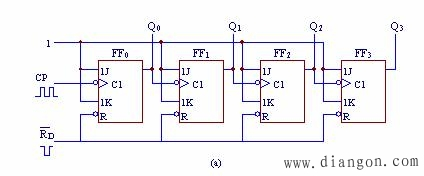 Q0 Q1 Q2 Q3
FF0 FF1 FF2 FF3
1
1J 1J 1J 1J
CP
C1 C1 C1 C1
1K 1K 1K 1K
R̅D
R R R R
(a)
www.diangon.com